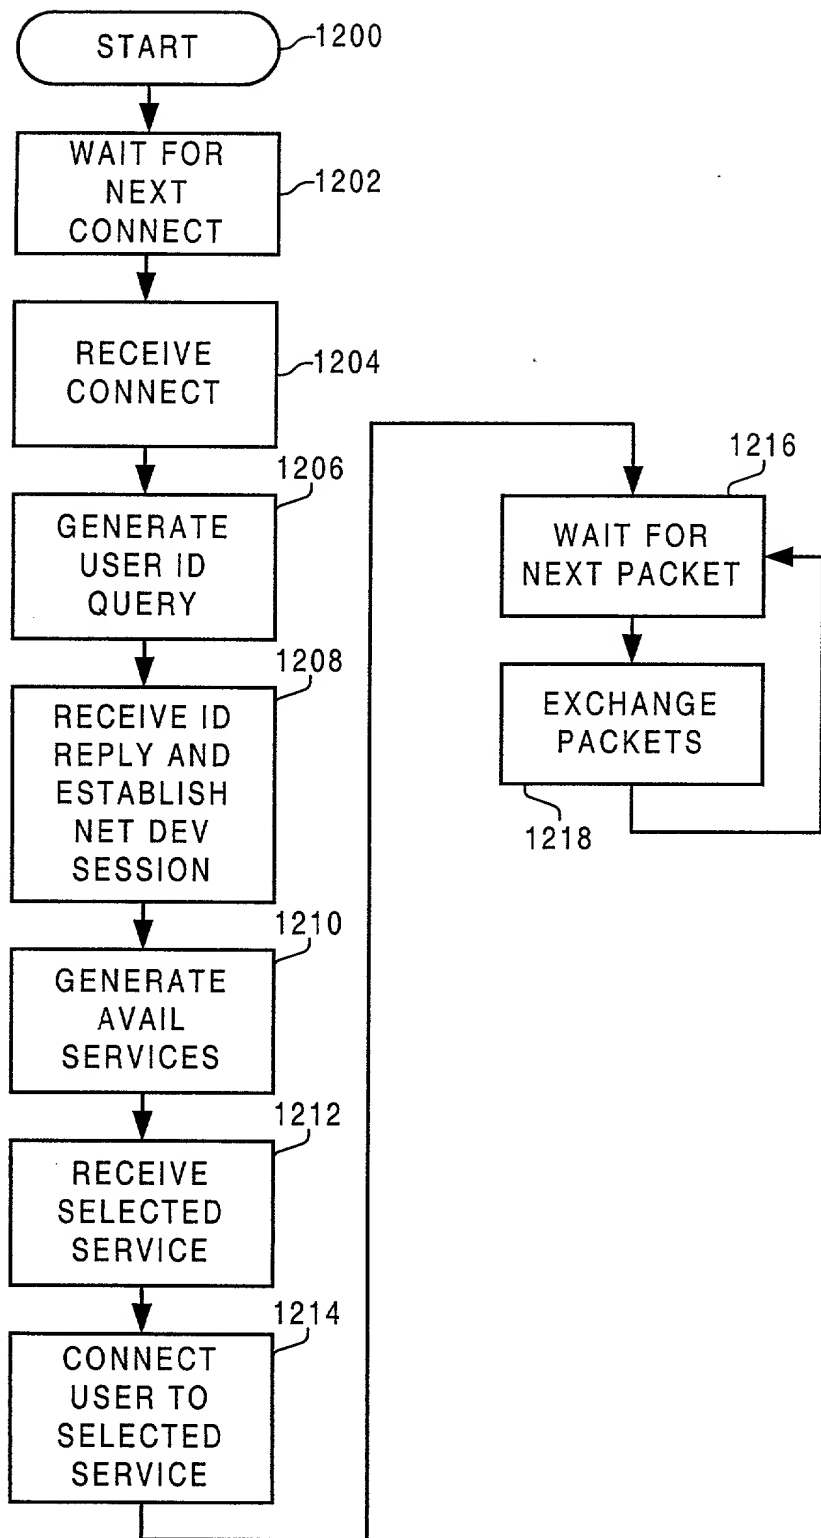 START
1200
WAIT FOR
NEXT
CONNECT
1202
RECEIVE
CONNECT
1204
1206
GENERATE
USER ID
QUERY
1208
RECEIVE ID
REPLY AND
ESTABLISH
NET DEV
SESSION
1210
GENERATE
AVAIL
SERVICES
1212
RECEIVE
SELECTED
SERVICE
1214
CONNECT
USER TO
SELECTED
SERVICE
1216
WAIT FOR
NEXT PACKET
EXCHANGE
PACKETS
1218